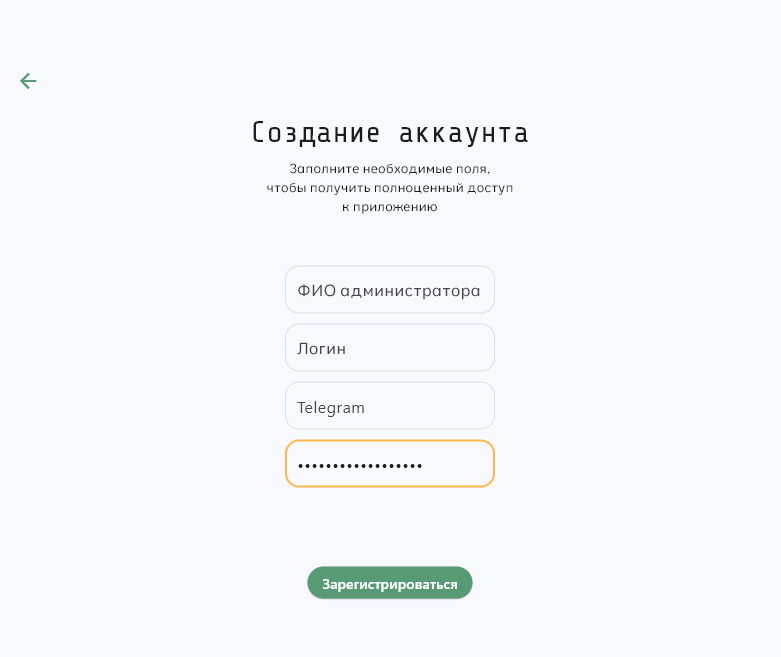 Создание аккаунта
Заполните необходимые поля,
чтобы получить полноценный доступ
к приложению
ФИО администратора
Логин
Telegram
••••••••••••••••••
Зарегистрироваться